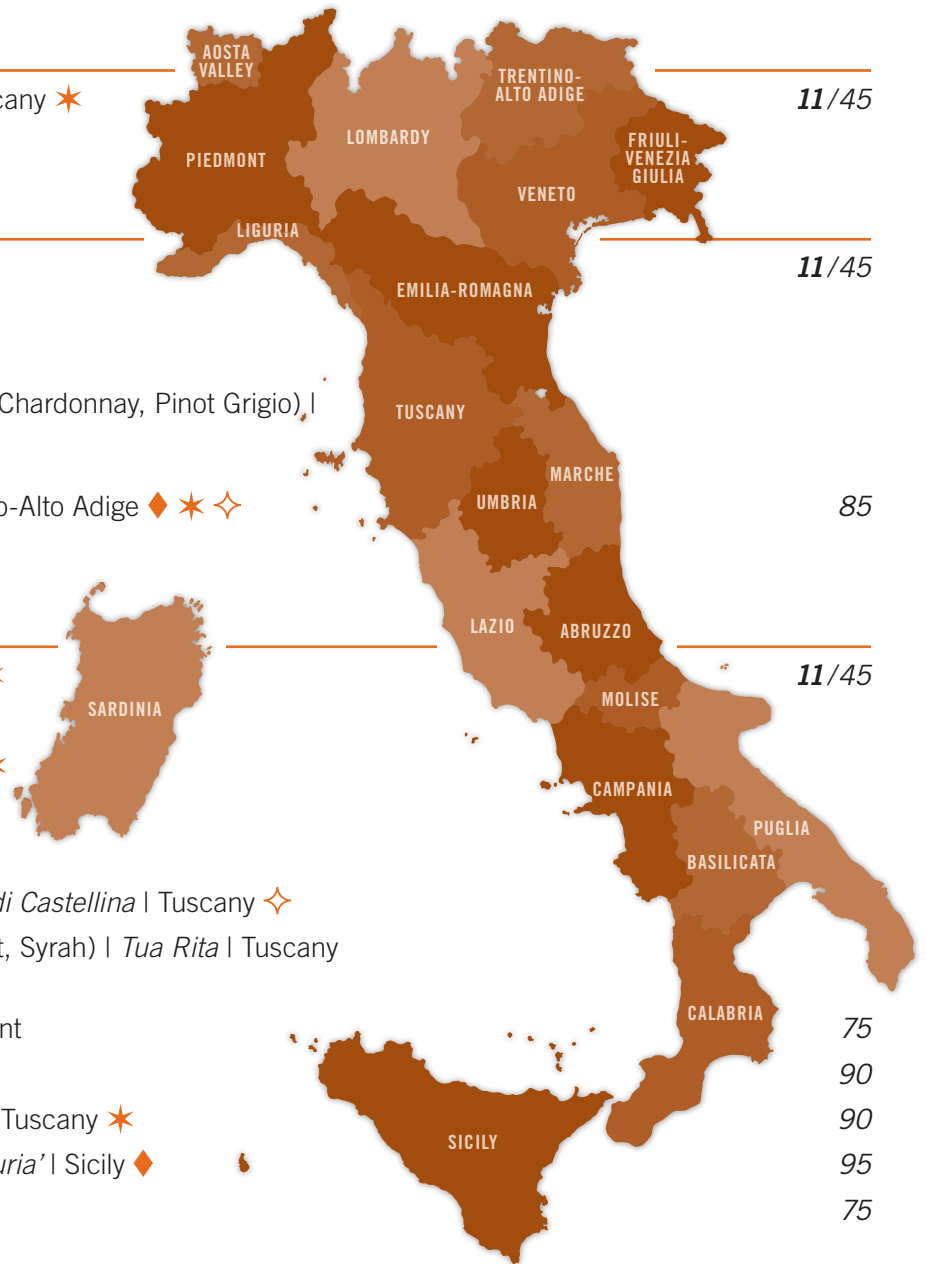 AOSTA
VALLEY
TRENTINO-
ALTO ADIGE
cany ✶ 11/45
LOMBARDY
FRIULI-
VENEZIA
GIULIA
PIEDMONT
VENETO
LIGURIA
11/45
EMILIA-ROMAGNA
Chardonnay, Pinot Grigio) |
TUSCANY
MARCHE
UMBRIA
o-Alto Adige ♦ ✶ ✧ 85
LAZIO
ABRUZZO
11/45
MOLISE
SARDINIA
CAMPANIA
PUGLIA
BASILICATA
di Castellina | Tuscany ✧
t, Syrah) | Tua Rita | Tuscany
CALABRIA
nt 75
90
Tuscany ✶ 90
SICILY
uria’ | Sicily ♦ 95
75